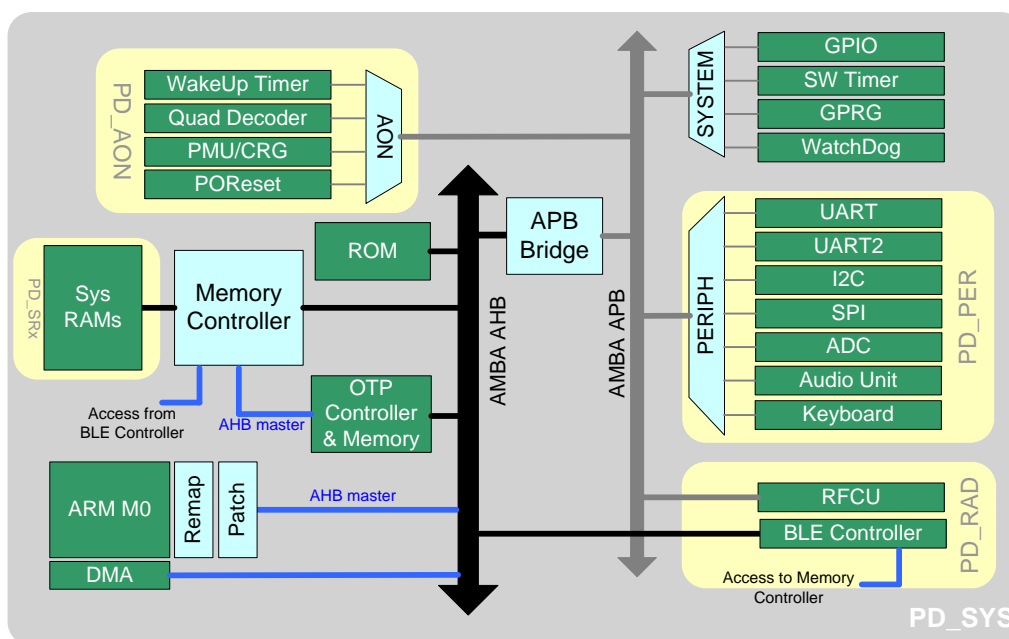 PD_AON
WakeUp Timer
Quad Decoder
PMU/CRG
POReset
AON
SYSTEM
GPIO
SW Timer
GPRG
WatchDog
ROM
APB
Bridge
PD_SRx
Sys
RAMs
Memory
Controller
AMBA AHB
AMBA APB
PERIPH
UART
UART2
I2C
SPI
ADC
Audio Unit
Keyboard
PD_PER
Access from
BLE Controller
AHB master
OTP
Controller
& Memory
ARM M0
Remap
Patch
AHB master
DMA
RFCU
BLE Controller
PD_RAD
Access to Memory
Controller
PD_SYS